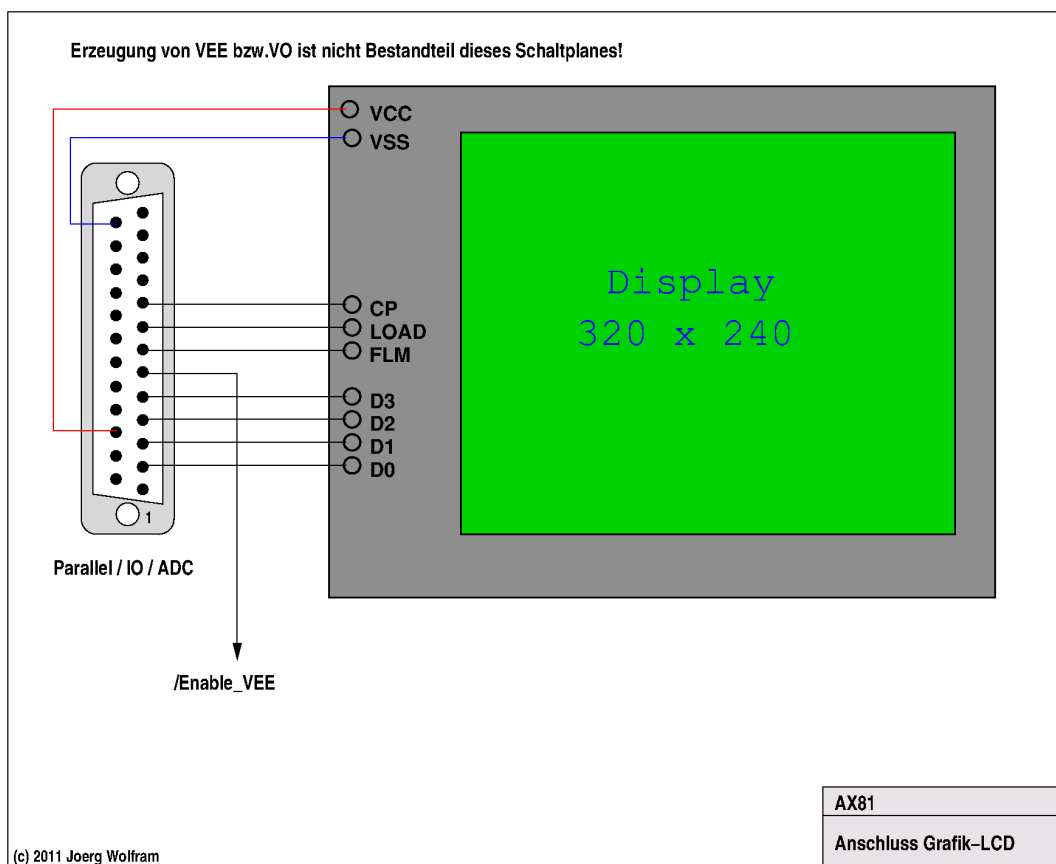 Erzeugung von VEE bzw.VO ist nicht Bestandteil dieses Schaltplanes!
VCC
VSS
Display
320 x 240
CP
LOAD
FLM
D3
D2
D1
D0
1
Parallel / IO / ADC
/Enable_VEE
AX81
Anschluss Grafik–LCD
(c) 2011 Joerg Wolfram